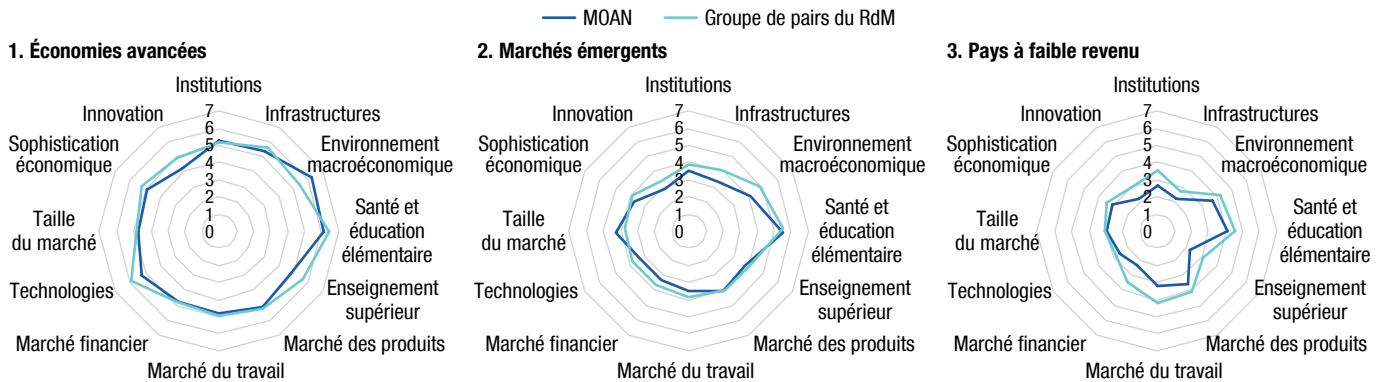 MOAN
Groupe de pairs du RdM
1. Économies avancées
Institutions
Infrastructures
Environnement
macroéconomique
Santé et
éducation
élémentaire
Enseignement
supérieur
Marché des produits
Marché du travail
Marché financier
Technologies
Taille
du marché
Sophistication
économique
Innovation
7
6
5
4
3
2
1
0
2. Marchés émergents
Institutions
Infrastructures
Environnement
macroéconomique
Santé et
éducation
élémentaire
Enseignement
supérieur
Marché des produits
Marché du travail
Marché financier
Technologies
Taille
du marché
Sophistication
économique
Innovation
7
6
5
4
3
2
1
0
3. Pays à faible revenu
Institutions
Infrastructures
Environnement
macroéconomique
Santé et
éducation
élémentaire
Enseignement
supérieur
Marché des produits
Marché du travail
Marché financier
Technologies
Taille
du marché
Sophistication
économique
Innovation
7
6
5
4
3
2
1
0